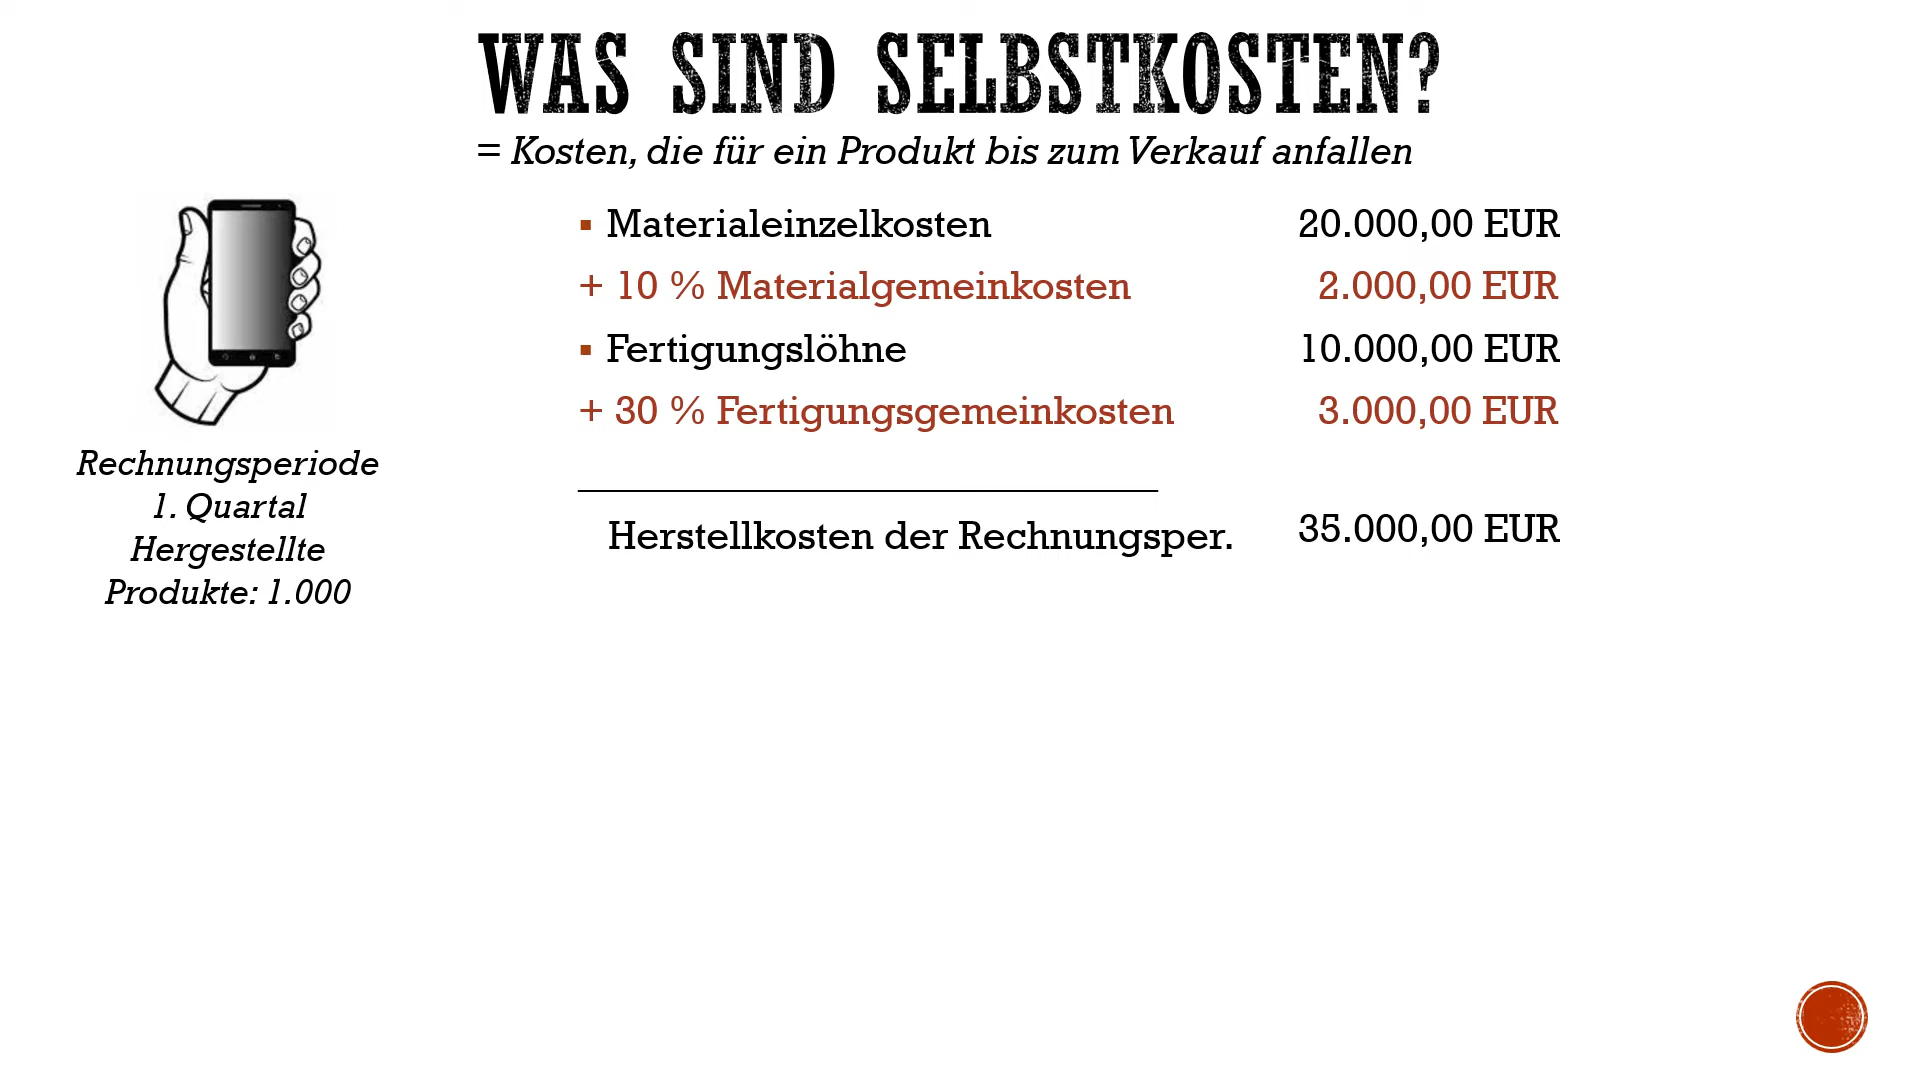 WAS SIND SELBSTKOSTEN?
= Kosten, die für ein Produkt bis zum Verkauf anfallen
▪ Materialeinzelkosten 20.000,00 EUR
+ 10 % Materialgemeinkosten 2.000,00 EUR
▪ Fertigungslöhne 10.000,00 EUR
+ 30 % Fertigungsgemeinkosten 3.000,00 EUR
Herstellkosten der Rechnungsper. 35.000,00 EUR
Rechnungsperiode
1. Quartal
Hergestellte
Produkte: 1.000